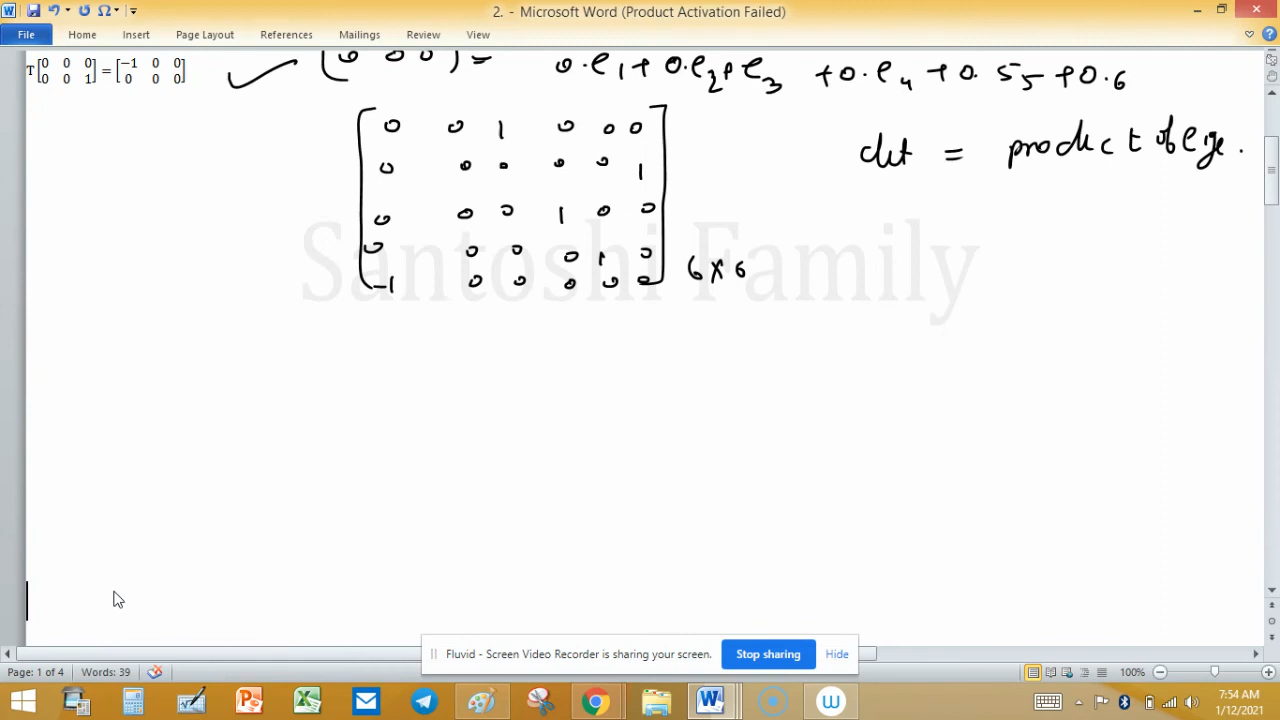 2. - Microsoft Word (Product Activation Failed)
File Home Insert Page Layout References Mailings Review View
T[0 0 0
0 0 1] = [−1 0 0
0 0 0]
0 0 0 ) = 0.e1 + 0.e2 + e3 + 0.e4 + 0.55 + 0.6
0 0 1 0 0 0
0 0 0 0 0 1
0 0 0 1 0 0
0 0 0 0 1 0
-1 0 0 0 0 0
6 x 6
det = product of eige.
Santoshi Family
Fluvid - Screen Video Recorder is sharing your screen. Stop sharing Hide
Page: 1 of 4 Words: 39 100%
7:54 AM
1/12/2021